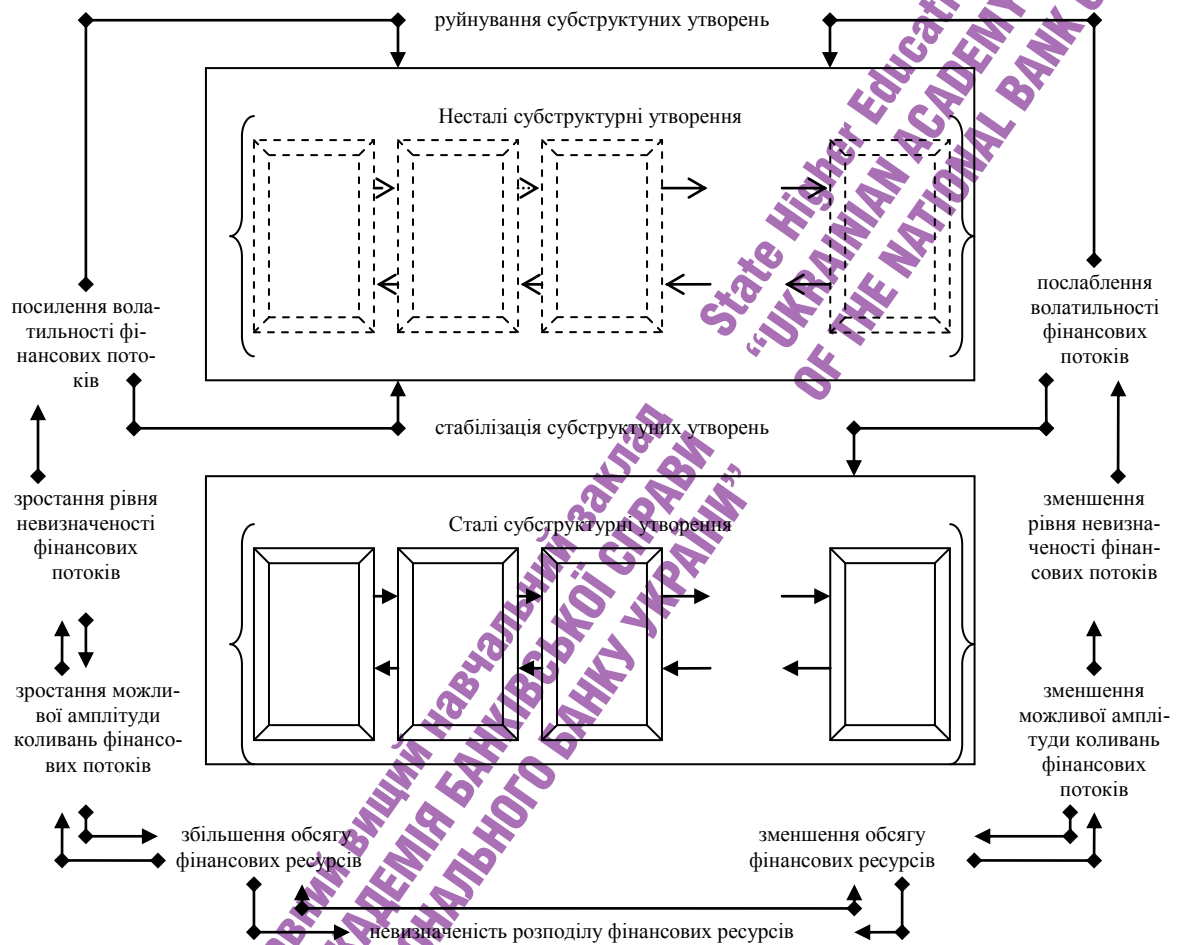 руйнування субструктуних утворень
Несталі субструктурні утворення
посилення вола-
тильності фі-
нансових пото-
ків
послаблення
волатильності
фінансових
потоків
стабілізація субструктуних утворень
зростання рівня
невизначеності
фінансових
потоків
Сталі субструктурні утворення
зменшення
рівня невизна-
ченості фінан-
сових потоків
зростання можли-
вої амплітуди
коливань фінансо-
вих потоків
зменшення
можливої амплі-
туди коливань
фінансових
потоків
збільшення обсягу
фінансових ресурсів
зменшення обсягу
фінансових ресурсів
невизначеність розподілу фінансових ресурсів
State Higher
“UKRAINIAN ACADEMY
OF THE NATIONAL BANK
вищий навчальний заклад
БАНКІВСЬКОЇ СПРАВИ
БАНКУ УКРАЇНИ”